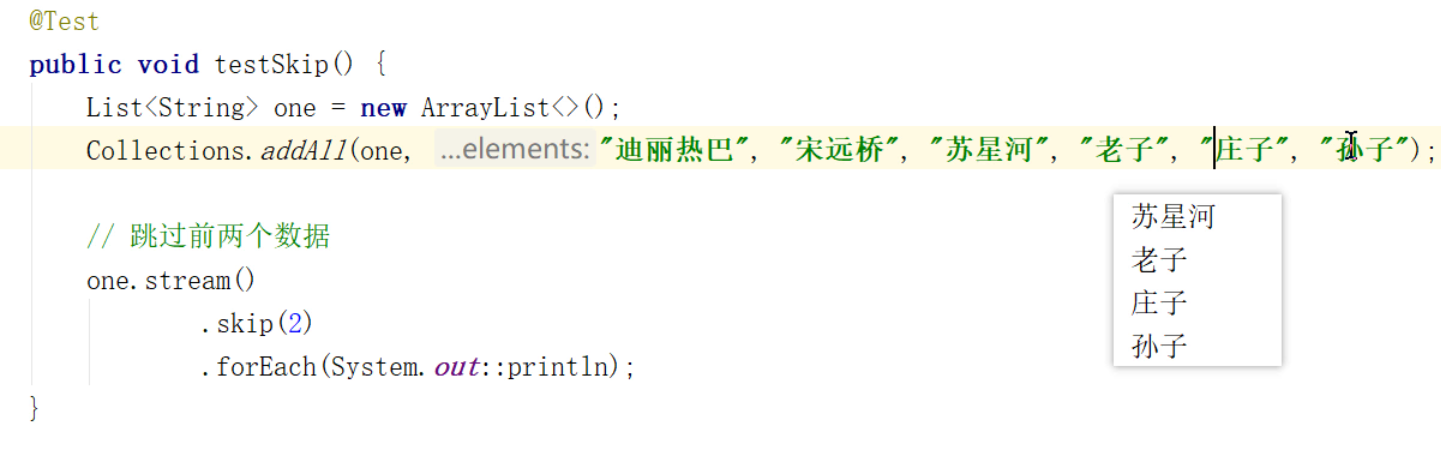 @Test
public void testSkip() {
List<String> one = new ArrayList<>();
Collections.addAll(one, ...elements: "迪丽热巴", "宋远桥", "苏星河", "老子", "庄子", "孙子");
// 跳过前两个数据
one.stream()
.skip(2)
.forEach(System.out::println);
}
苏星河
老子
庄子
孙子